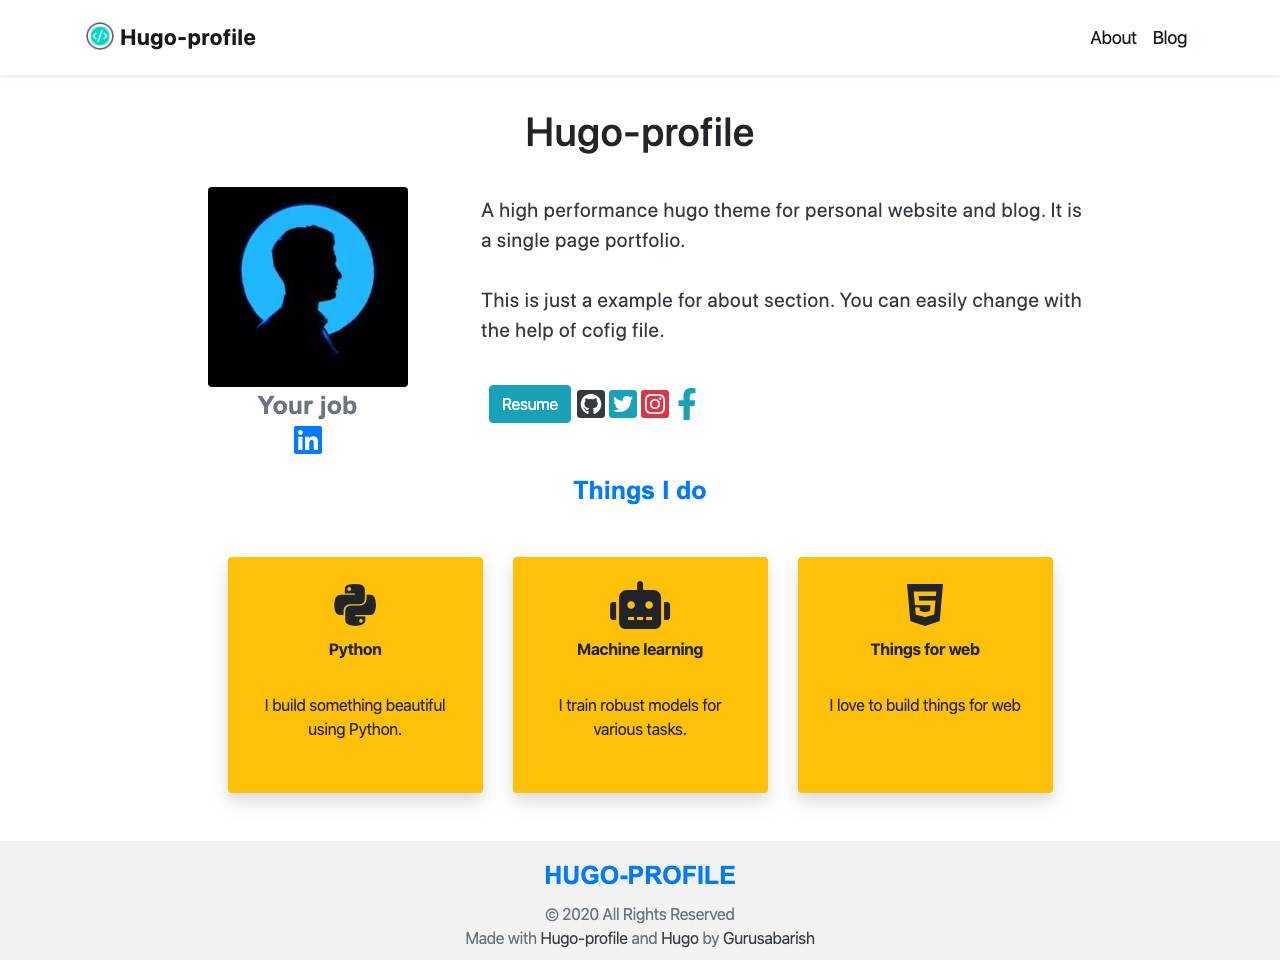 Hugo-profile
About Blog
Hugo-profile
A high performance hugo theme for personal website and blog. It is
a single page portfolio.
This is just a example for about section. You can easily change with
the help of cofig file.
Your job
Resume
Things I do
Python
I build something beautiful
using Python.
Machine learning
I train robust models for
various tasks.
Things for web
I love to build things for web
HUGO-PROFILE
© 2020 All Rights Reserved
Made with Hugo-profile and Hugo by Gurusabarish